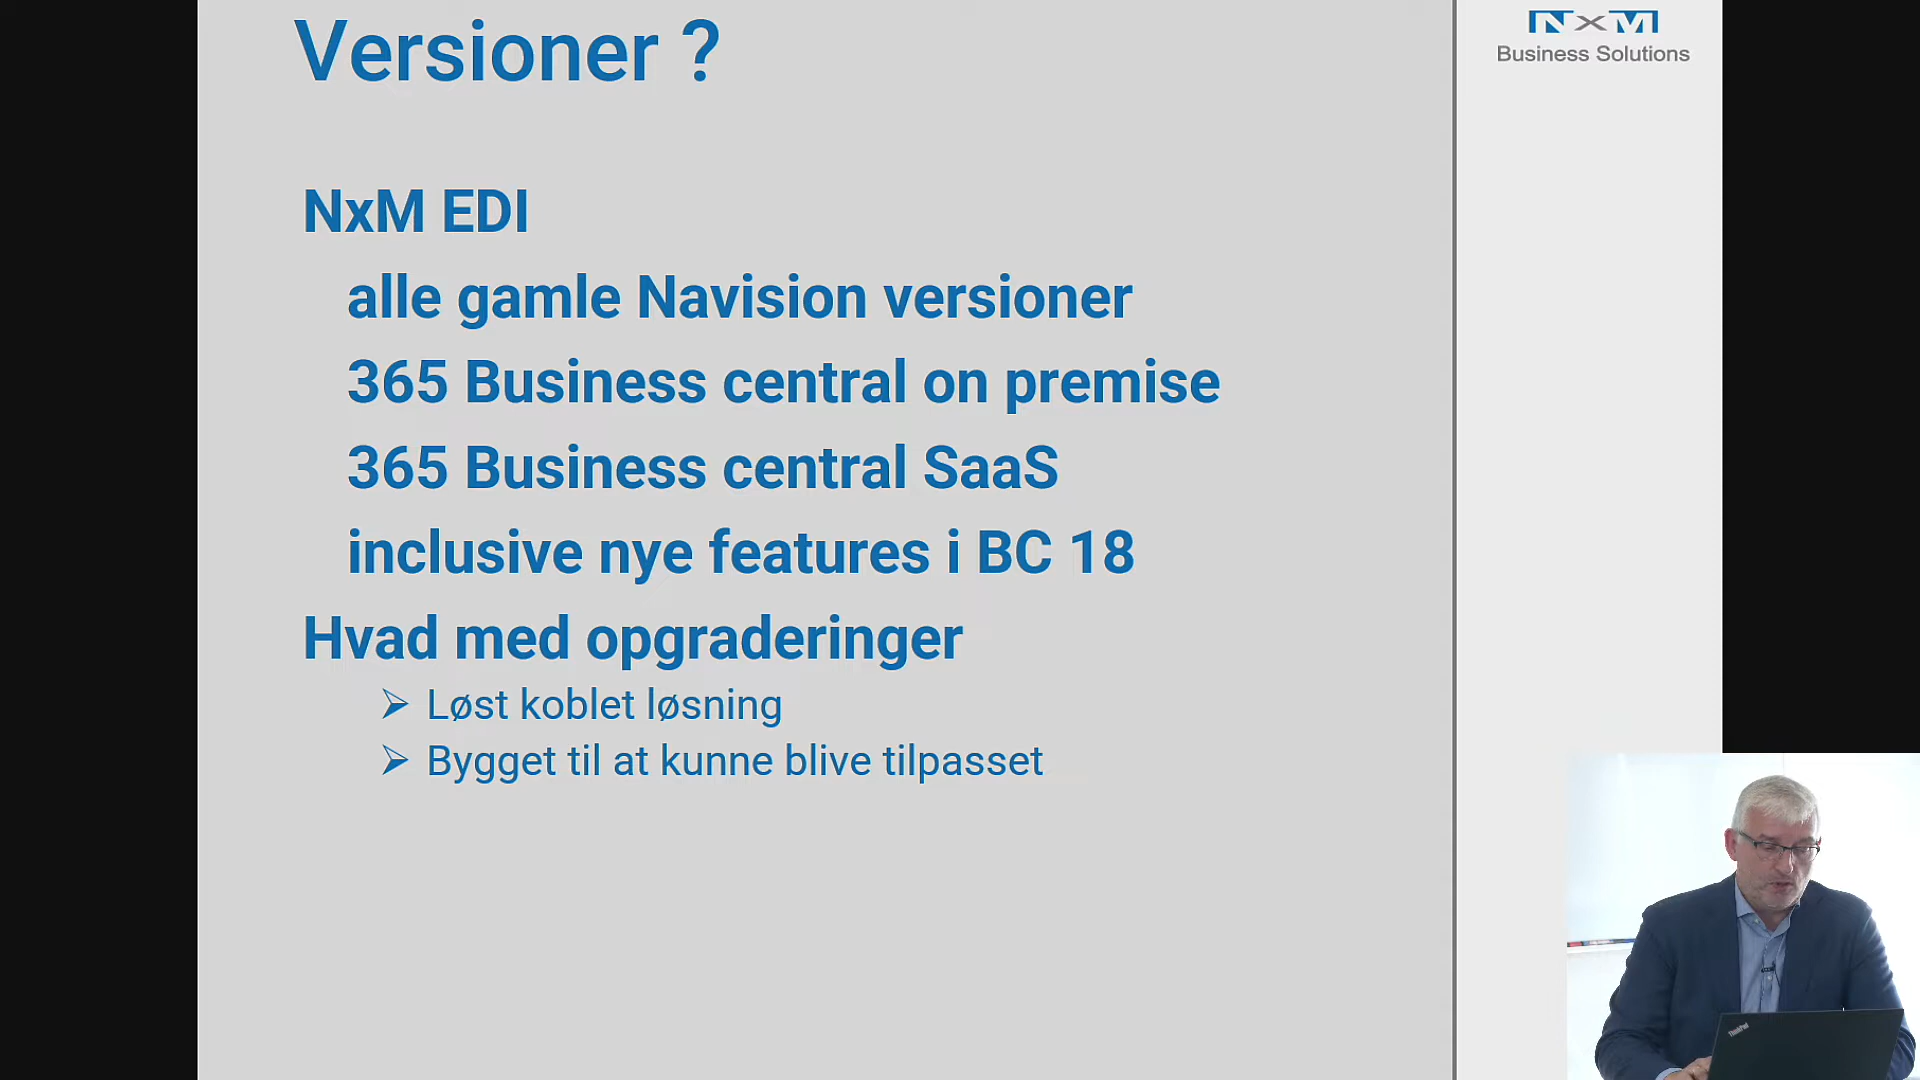 Versioner ?
NxM
Business Solutions
NxM EDI
alle gamle Navision versioner
365 Business central on premise
365 Business central SaaS
inclusive nye features i BC 18
Hvad med opgraderinger
Løst koblet løsning
Bygget til at kunne blive tilpasset
ThinkPad